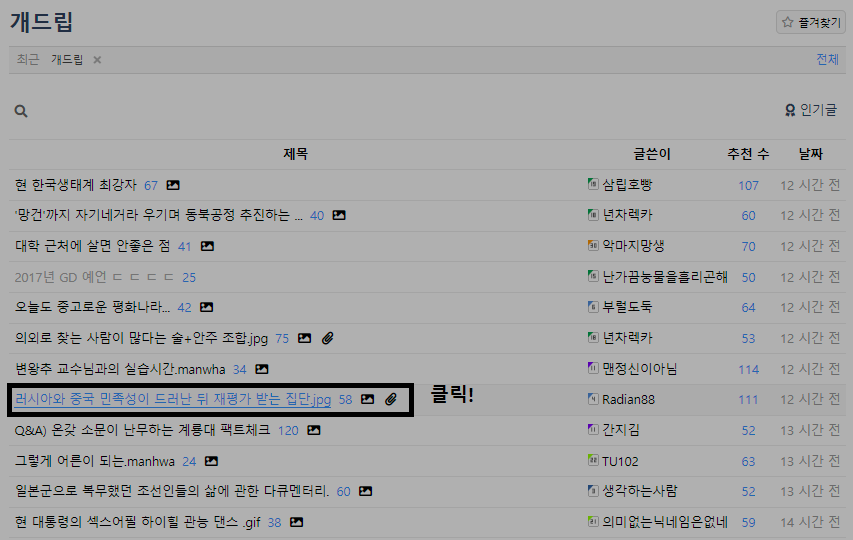 개드립
즐겨찾기
최근 개드립 × 전체
인기글
제목 글쓴이 추천 수 날짜
현 한국생태계 최강자 67 삼립호빵 107 12 시간 전
'망건'까지 자기네거라 우기며 동북공정 추진하는 ... 40 년차렉카 60 12 시간 전
대학 근처에 살면 안좋은 점 41 악마지망생 70 12 시간 전
2017년 GD 예언 ㄷ ㄷ ㄷ ㄷ 25 난가끔눈물을흘리곤해 50 12 시간 전
오늘도 중고로운 평화나라... 42 부럴도둑 64 12 시간 전
의외로 찾는 사람이 많다는 술+안주 조합.jpg 75 년차렉카 53 12 시간 전
변왕추 교수님과의 실습시간.manwha 34 맨정신이아님 114 12 시간 전
러시아와 중국 민족성이 드러난 뒤 재평가 받는 집단.jpg 58 클릭! Radian88 111 12 시간 전
Q&A) 온갖 소문이 난무하는 계룡대 팩트체크 120 간지김 52 13 시간 전
그렇게 어른이 되는.manhwa 24 TU102 63 13 시간 전
일본군으로 복무했던 조선인들의 삶에 관한 다큐멘터리. 60 생각하는사람 52 13 시간 전
현 대통령의 섹스어필 하이힐 관능 댄스 .gif 38 의미없는닉네임은없네 59 14 시간 전